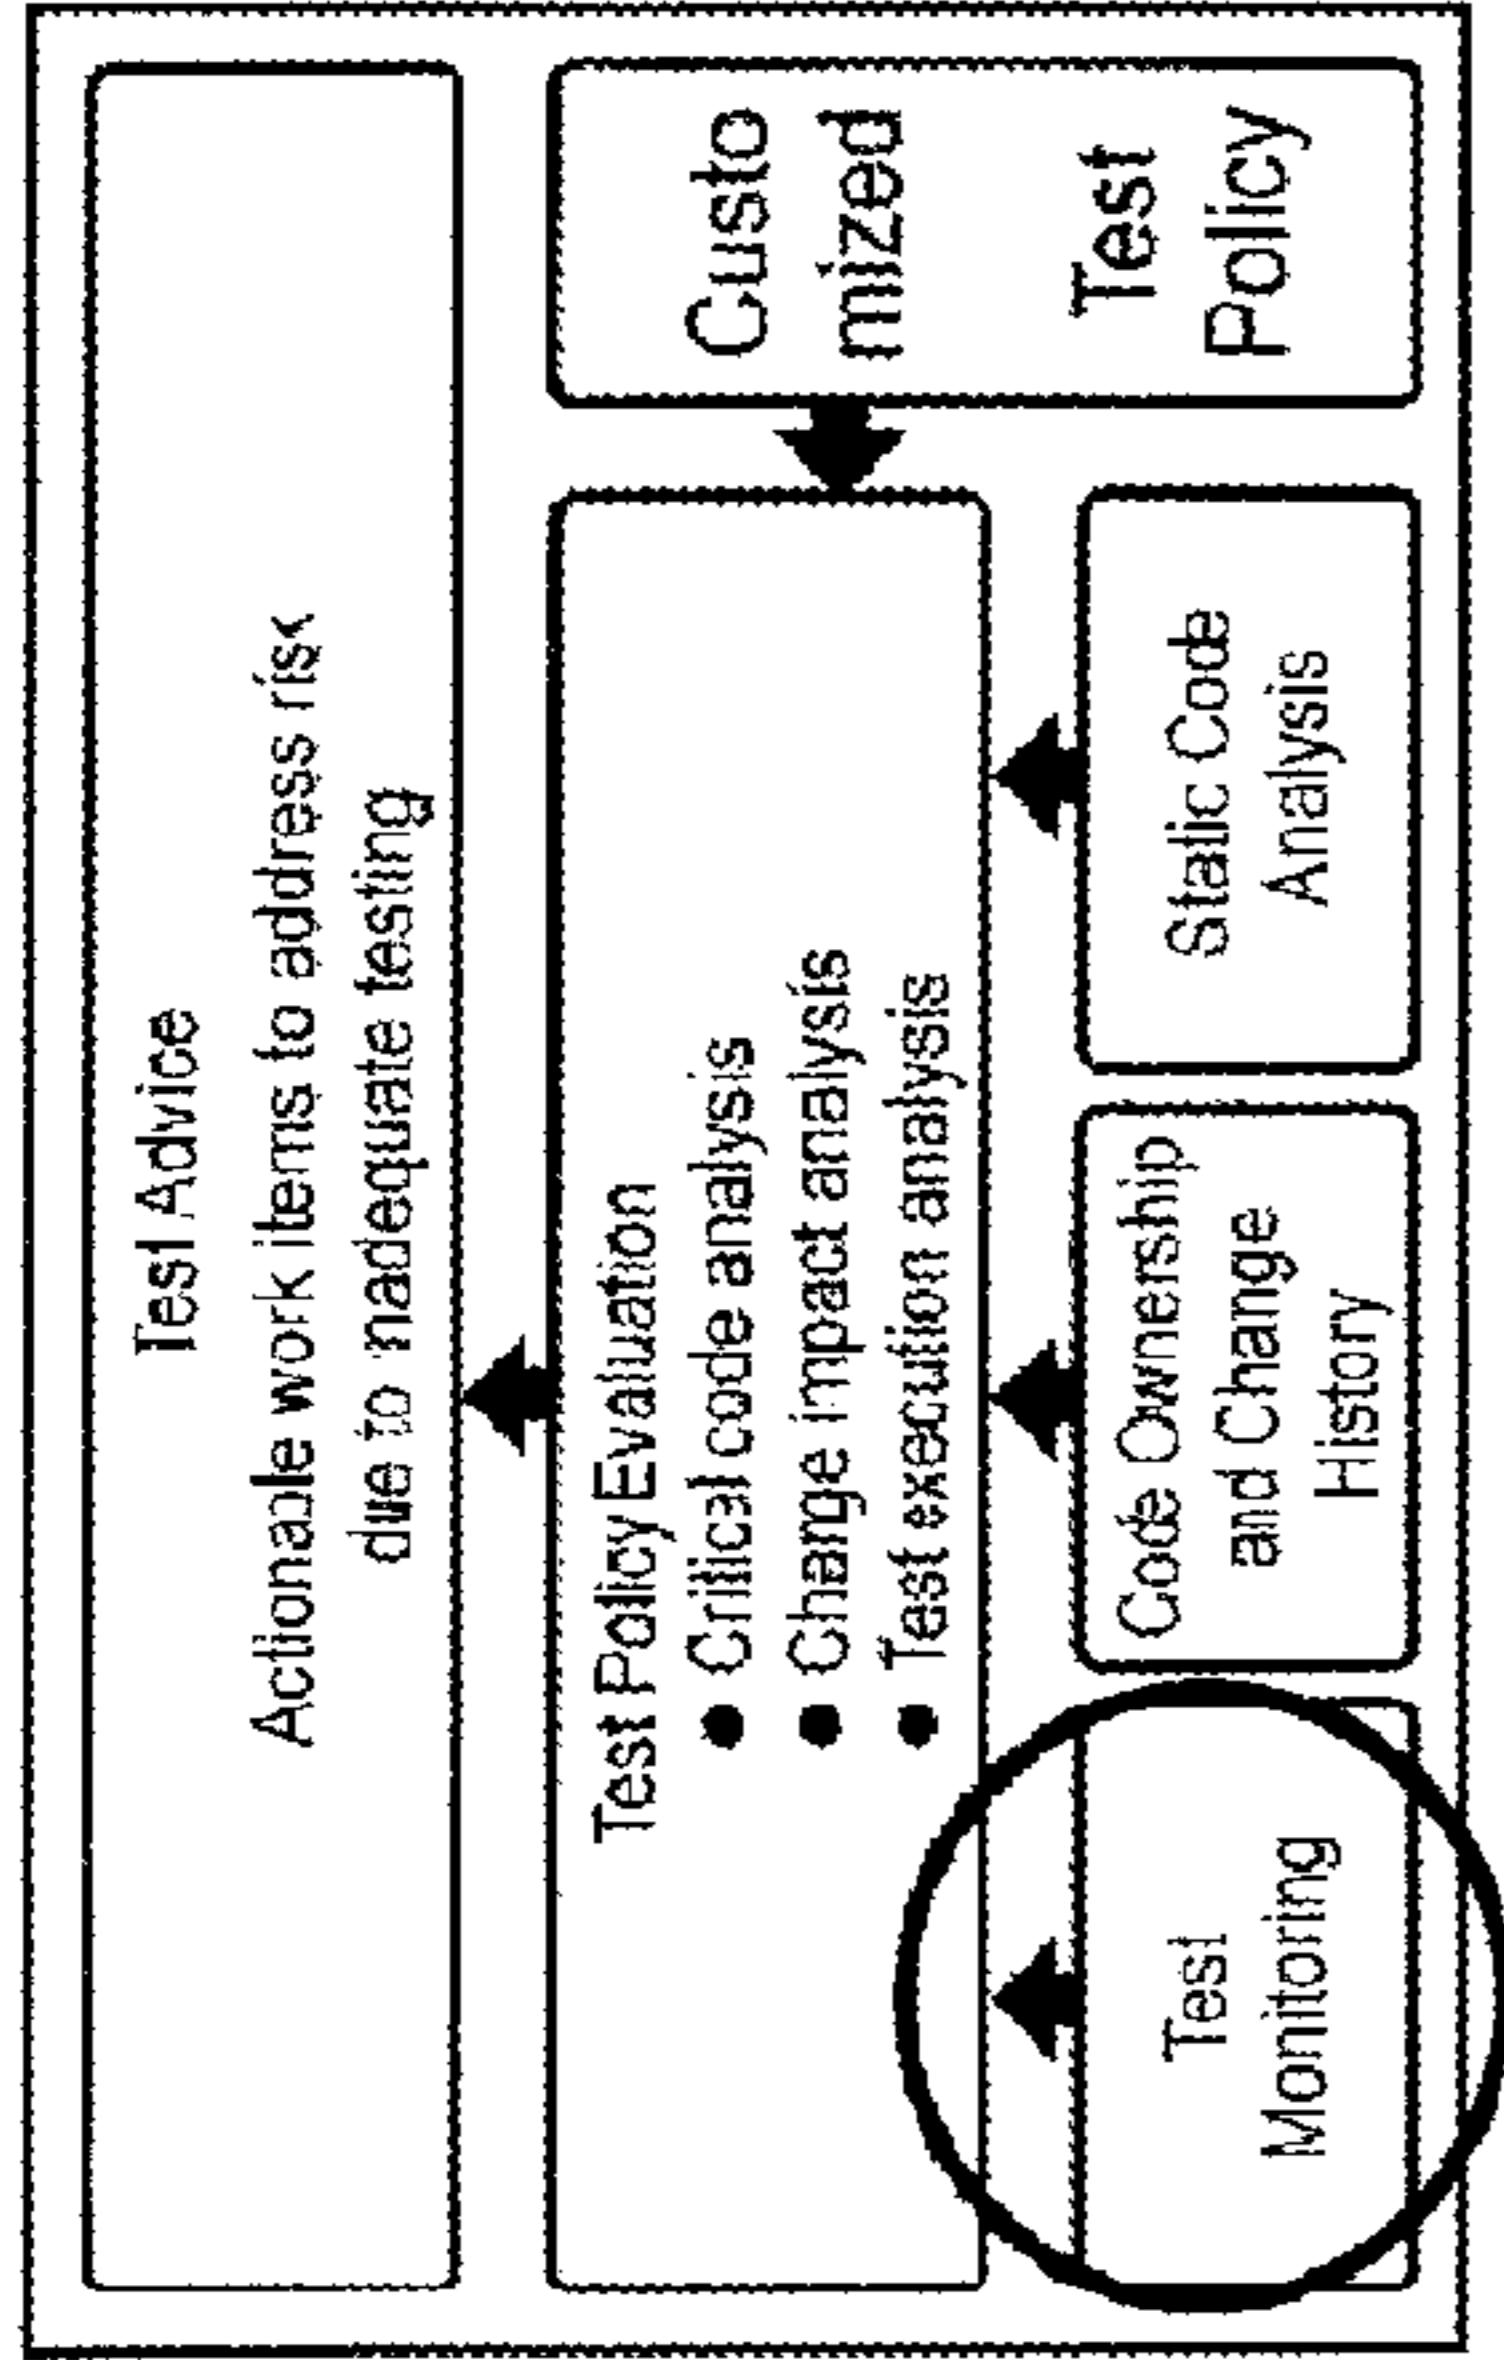 Test Advice
Actionable work items to address risk
due to inadequate testing
Test Policy Evaluation
● Critical code analysis
● Change impact analysis
● Test execution analysis
Custo
mized
Test
Policy
Test
Monitoring
Code Ownership
and Change
History
Static Code
Analysis